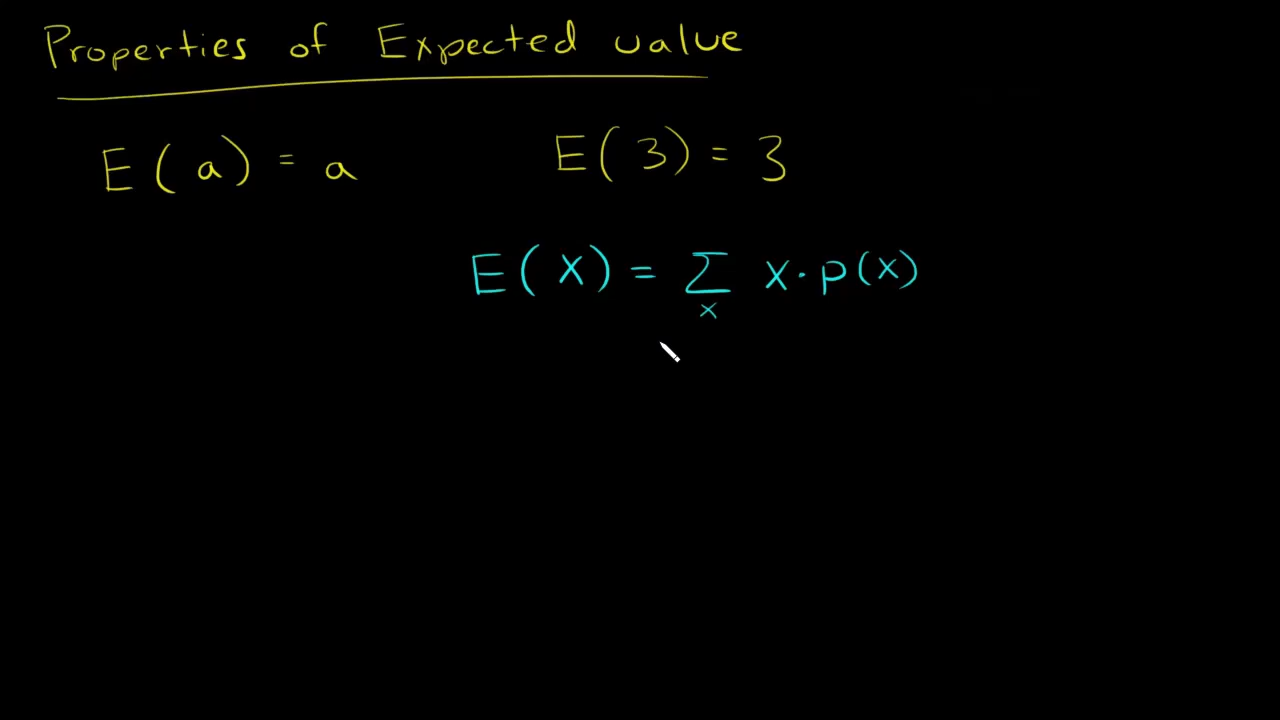 Properties of Expected value
E(a) = a E(3) = 3
E(X) = Σ x·p(x)
x